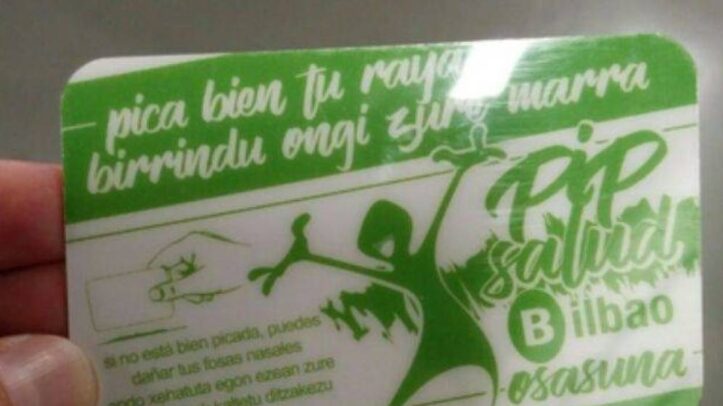 pica bien tu raya
birrindu ongi zure marra
PiP
salud
Bilbao
osasuna
si no está bien picada, puedes
dañar tus fosas nasales
ondo xehatuta egon ezean zure
ditzakezu